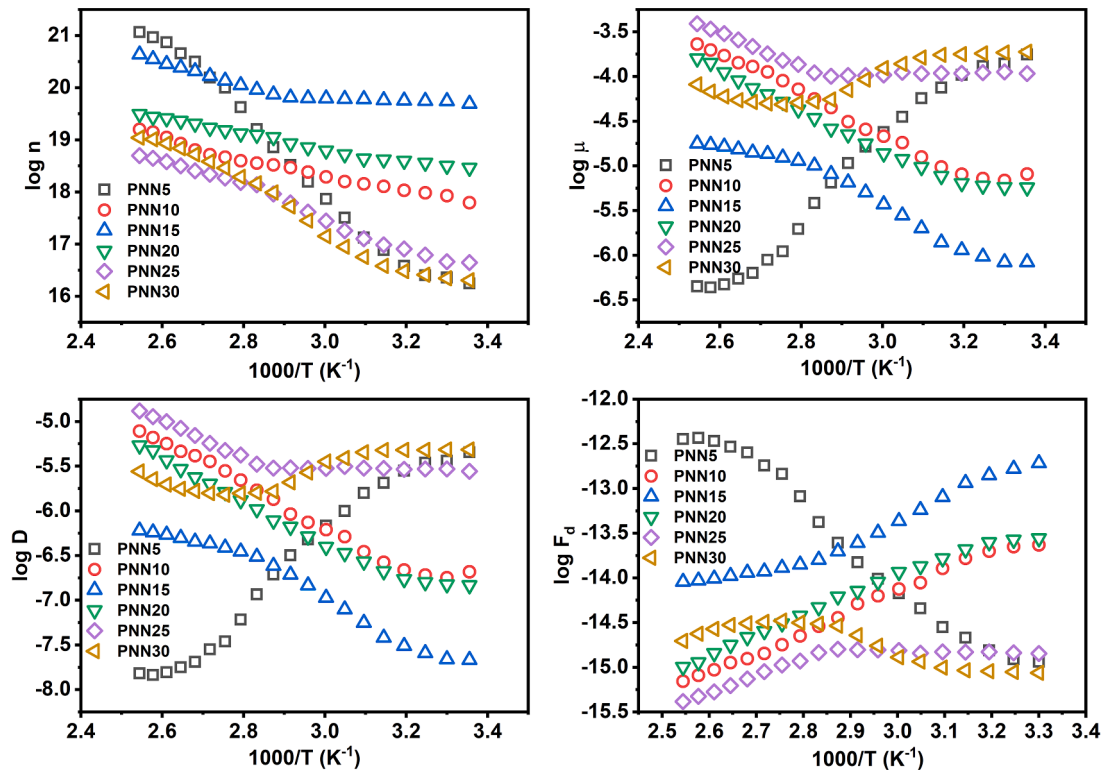 log n
21
20
19
18
17
16
PNN5
PNN10
PNN15
PNN20
PNN25
PNN30
2.4 2.6 2.8 3.0 3.2 3.4
1000/T (K⁻¹)
log μ
-3.5
-4.0
-4.5
-5.0
-5.5
-6.0
-6.5
PNN5
PNN10
PNN15
PNN20
PNN25
PNN30
2.4 2.6 2.8 3.0 3.2 3.4
1000/T (K⁻¹)
log D
-5.0
-5.5
-6.0
-6.5
-7.0
-7.5
-8.0
PNN5
PNN10
PNN15
PNN20
PNN25
PNN30
2.4 2.6 2.8 3.0 3.2 3.4
1000/T (K⁻¹)
log F_d
-12.0
-12.5
-13.0
-13.5
-14.0
-14.5
-15.0
-15.5
PNN5
PNN10
PNN15
PNN20
PNN25
PNN30
2.5 2.6 2.7 2.8 2.9 3.0 3.1 3.2 3.3 3.4
1000/T (K⁻¹)